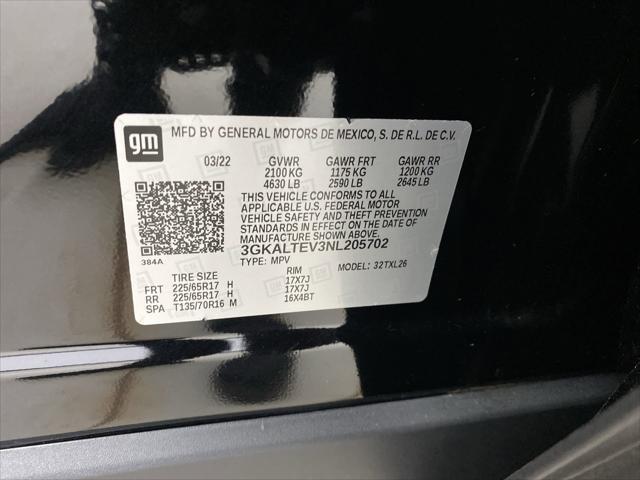 gm MFD BY GENERAL MOTORS DE MEXICO, S. DE R.L. DE C.V.
03/22 GVWR GAWR FRT GAWR RR
2100 KG 1175 KG 1200 KG
4630 LB 2590 LB 2645 LB
THIS VEHICLE CONFORMS TO ALL
APPLICABLE U.S. FEDERAL MOTOR
VEHICLE SAFETY AND THEFT PREVENTION
STANDARDS IN EFFECT ON THE DATE OF
MANUFACTURE SHOWN ABOVE.
384A 3GKALTEV3NL205702
TYPE: MPV MODEL: 32TXL26
TIRE SIZE RIM
FRT 225/65R17 H 17X7J
RR 225/65R17 H 17X7J
SPA T135/70R16 M 16X4BT